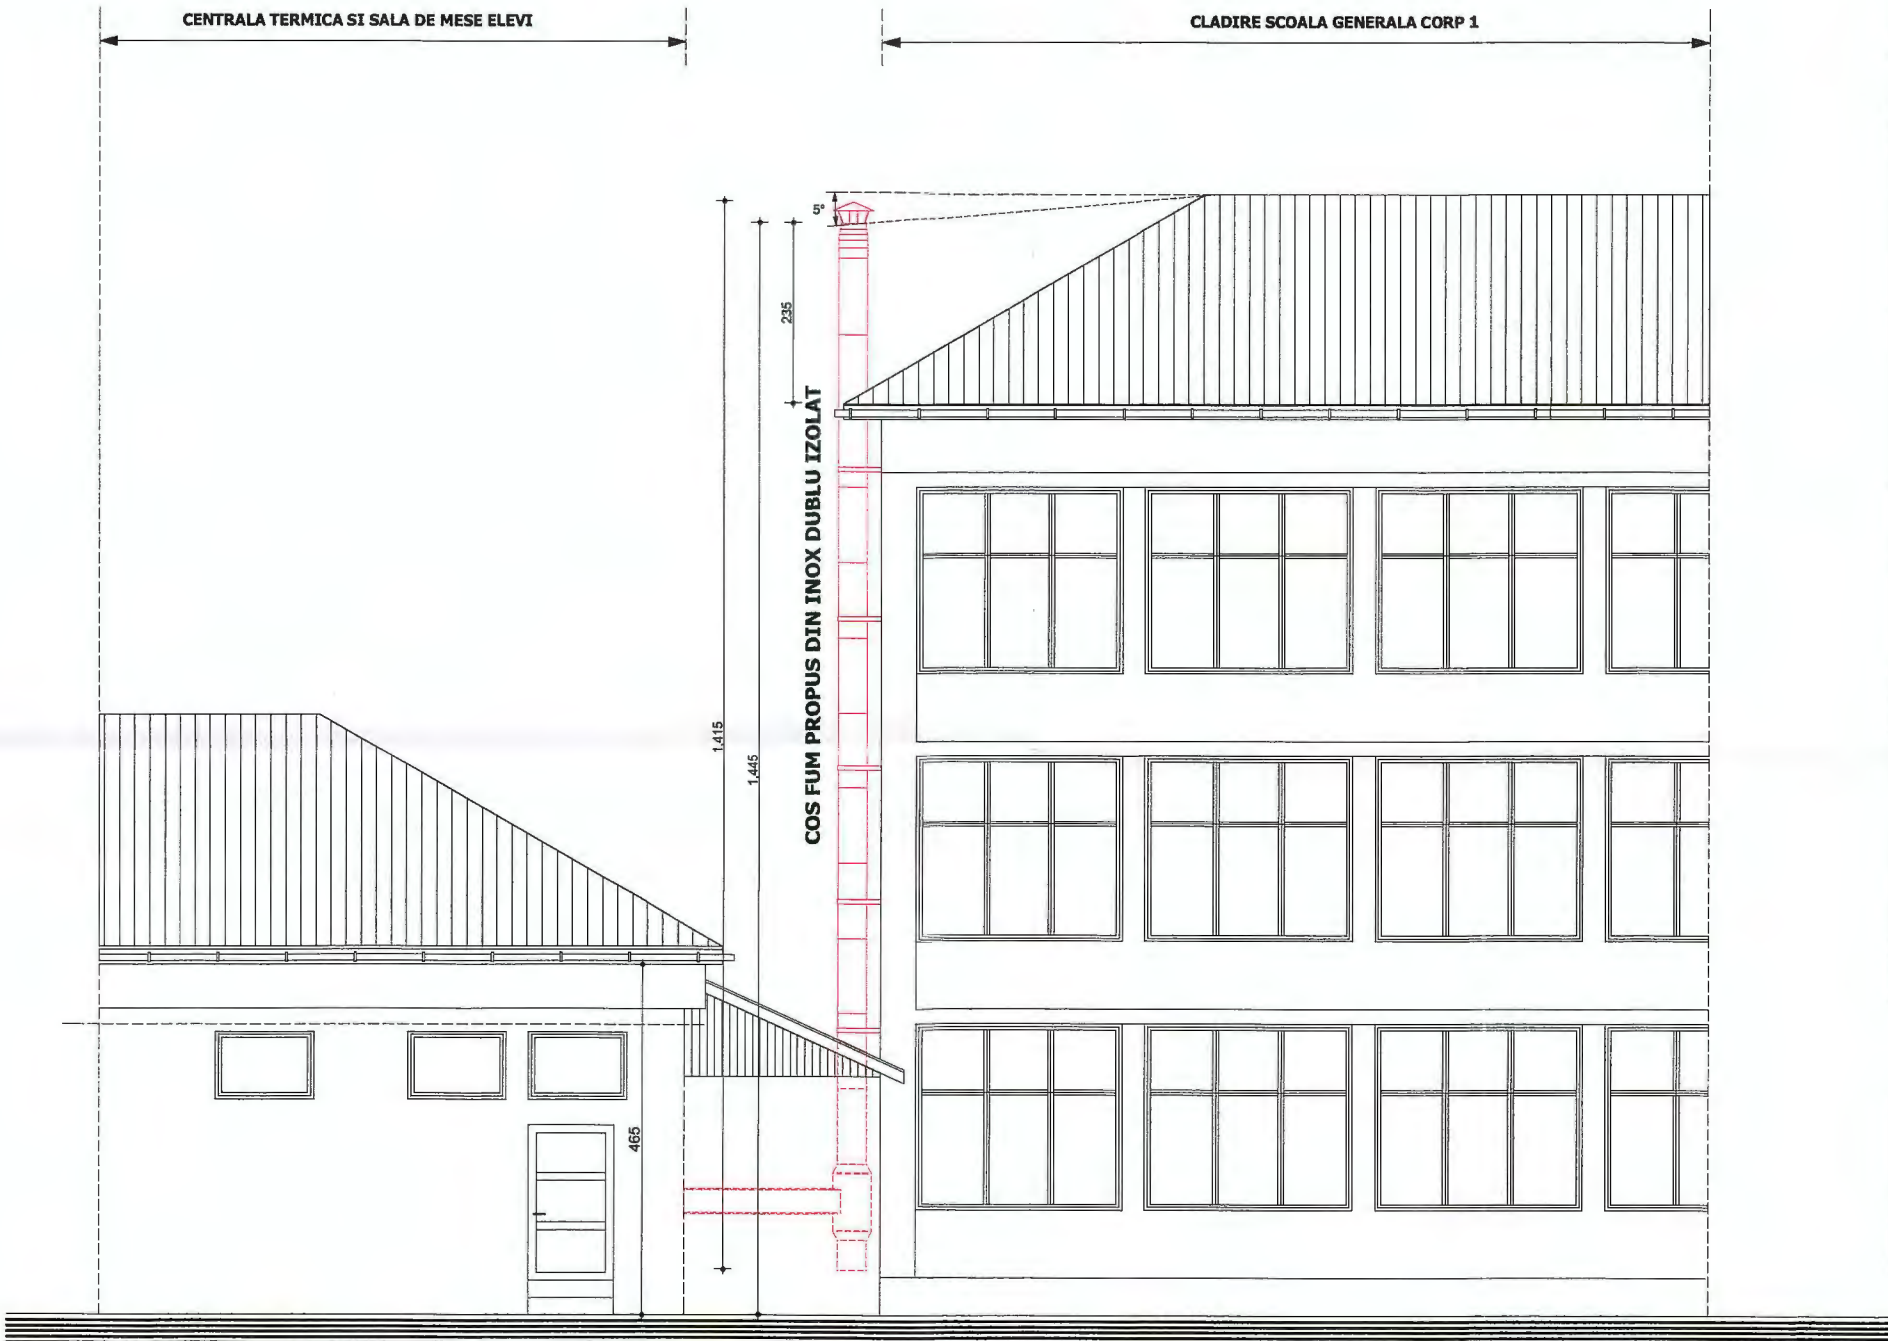 CENTRALA TERMICA SI SALA DE MESE ELEVI
CLADIRE SCOALA GENERALA CORP 1
5°
235
COS FUM PROPUS DIN INOX DUBLU IZOLAT
1,415
1,445
465